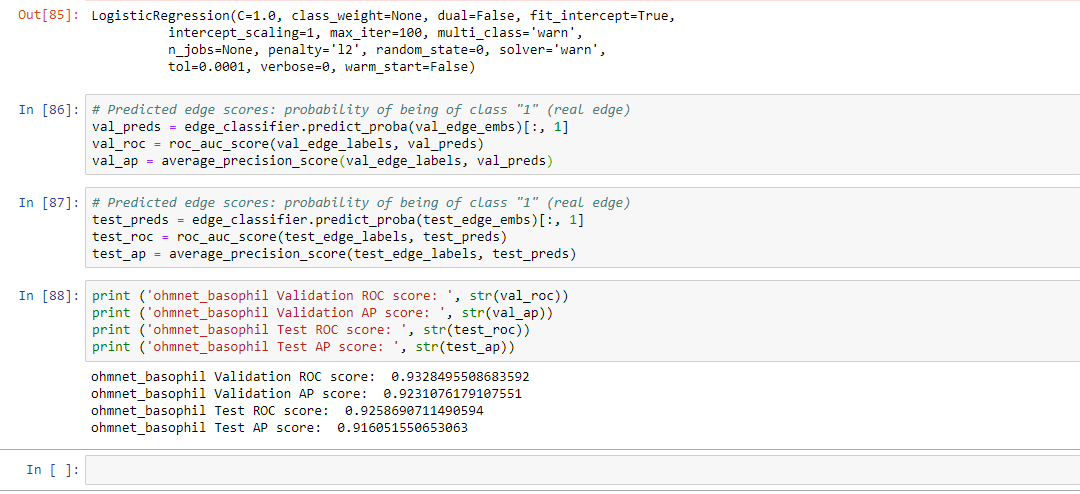 Out[85]: LogisticRegression(C=1.0, class_weight=None, dual=False, fit_intercept=True,
intercept_scaling=1, max_iter=100, multi_class='warn',
n_jobs=None, penalty='l2', random_state=0, solver='warn',
tol=0.0001, verbose=0, warm_start=False)
In [86]: # Predicted edge scores: probability of being of class "1" (real edge)
val_preds = edge_classifier.predict_proba(val_edge_embs)[:, 1]
val_roc = roc_auc_score(val_edge_labels, val_preds)
val_ap = average_precision_score(val_edge_labels, val_preds)
In [87]: # Predicted edge scores: probability of being of class "1" (real edge)
test_preds = edge_classifier.predict_proba(test_edge_embs)[:, 1]
test_roc = roc_auc_score(test_edge_labels, test_preds)
test_ap = average_precision_score(test_edge_labels, test_preds)
In [88]: print ('ohmnet_basophil Validation ROC score: ', str(val_roc))
print ('ohmnet_basophil Validation AP score: ', str(val_ap))
print ('ohmnet_basophil Test ROC score: ', str(test_roc))
print ('ohmnet_basophil Test AP score: ', str(test_ap))
ohmnet_basophil Validation ROC score:  0.9328495508683592
ohmnet_basophil Validation AP score:  0.9231076179107551
ohmnet_basophil Test ROC score:  0.9258690711490594
ohmnet_basophil Test AP score:  0.916051550653063
In [ ]: